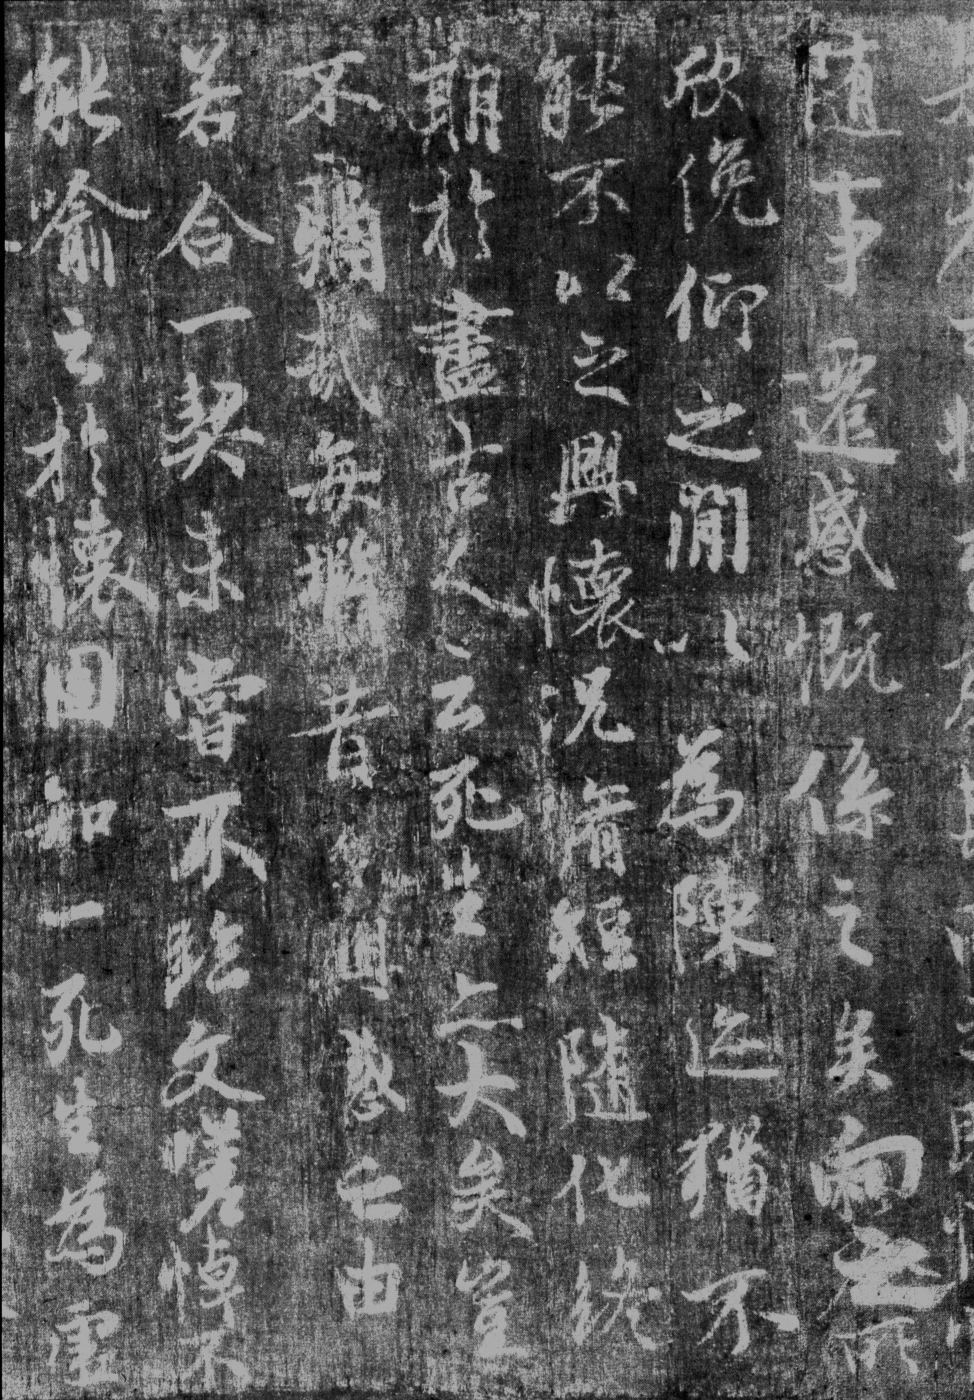 隨事遷感慨係之矣向之所
欣俛仰之閒以為陳迹猶不
能不以之興懷況脩短隨化終
期於盡古人云死生亦大矣豈
不痛哉每攬昔人興感之由
若合一契未嘗不臨文嗟悼不
能喻之於懷固知一死生為虛